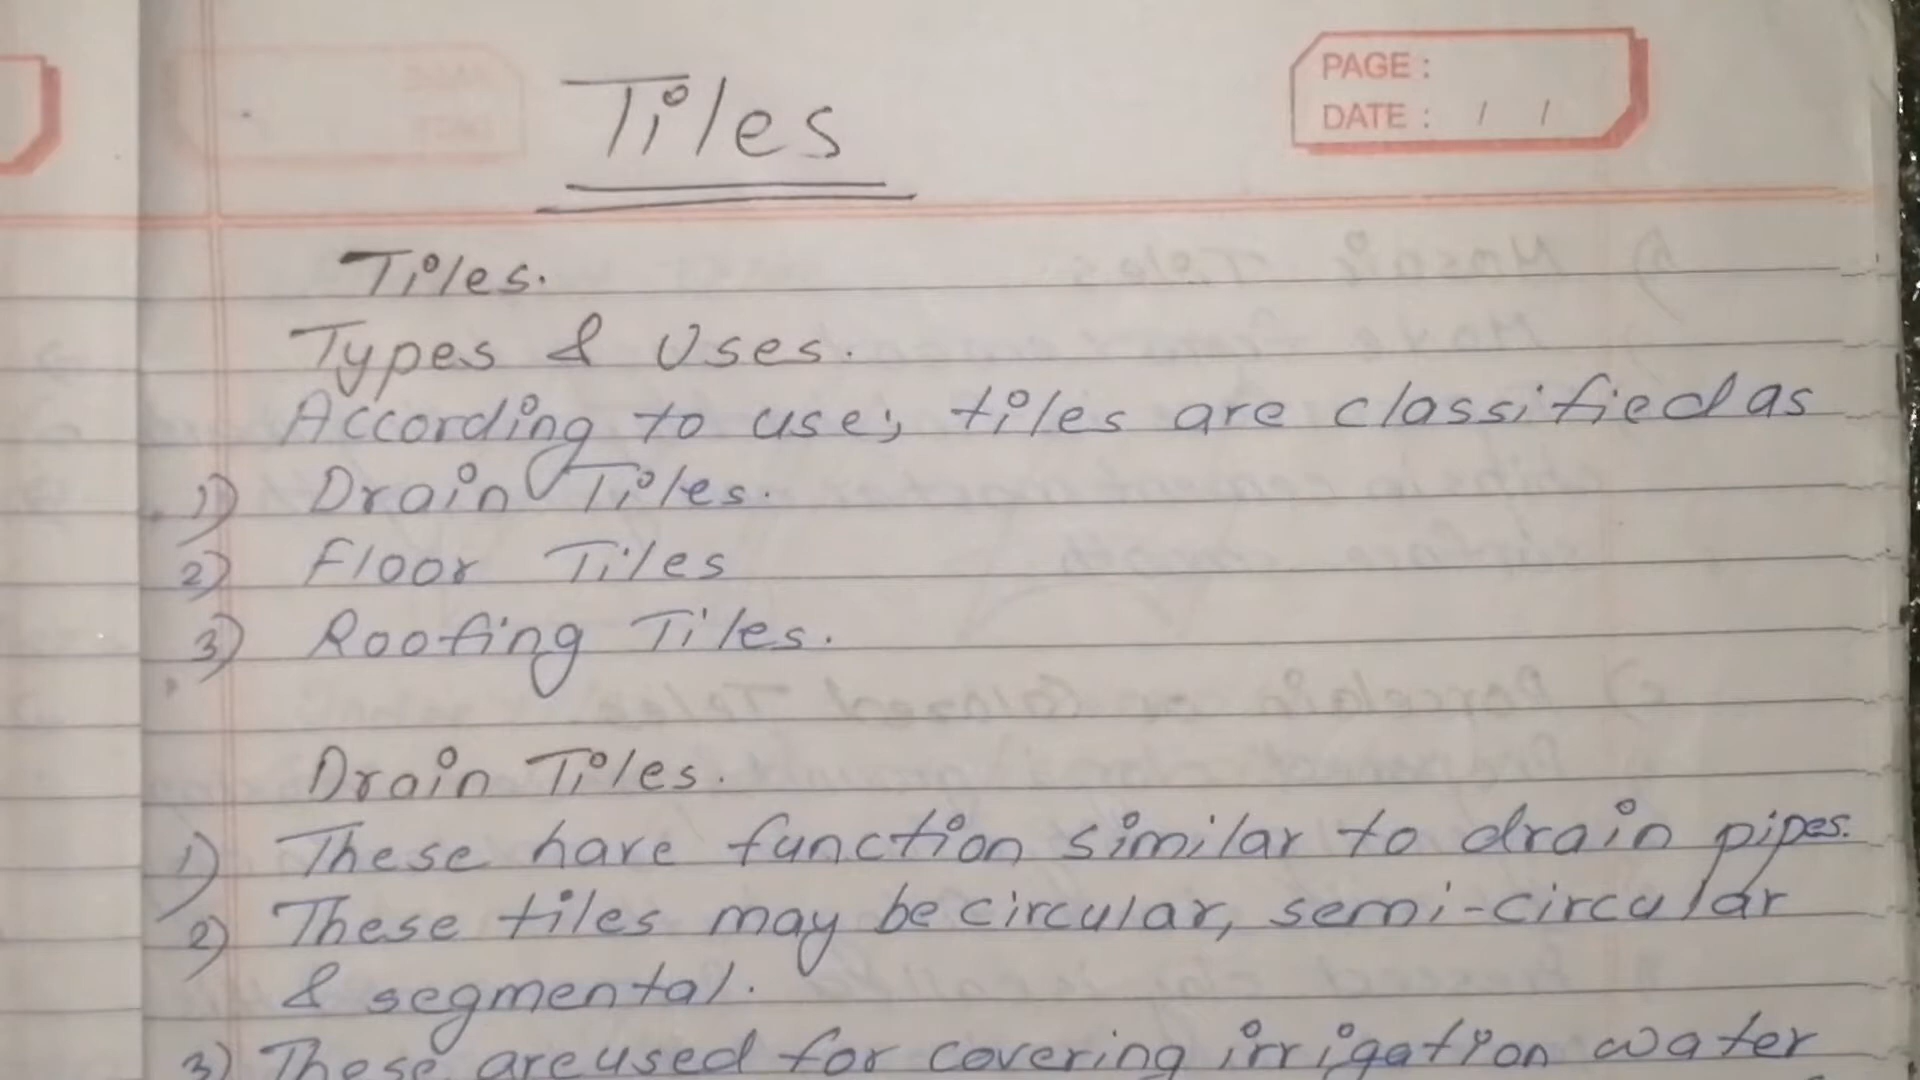 Tiles
PAGE :
DATE : / /
Tiles.
Types & Uses.
According to use; tiles are classified as
1) Drain Tiles.
2) Floor Tiles
3) Roofing Tiles.
Drain Tiles.
1) These have function similar to drain pipes.
2) These tiles may be circular, semi-circular
& segmental.
3) These are used for covering irrigation water